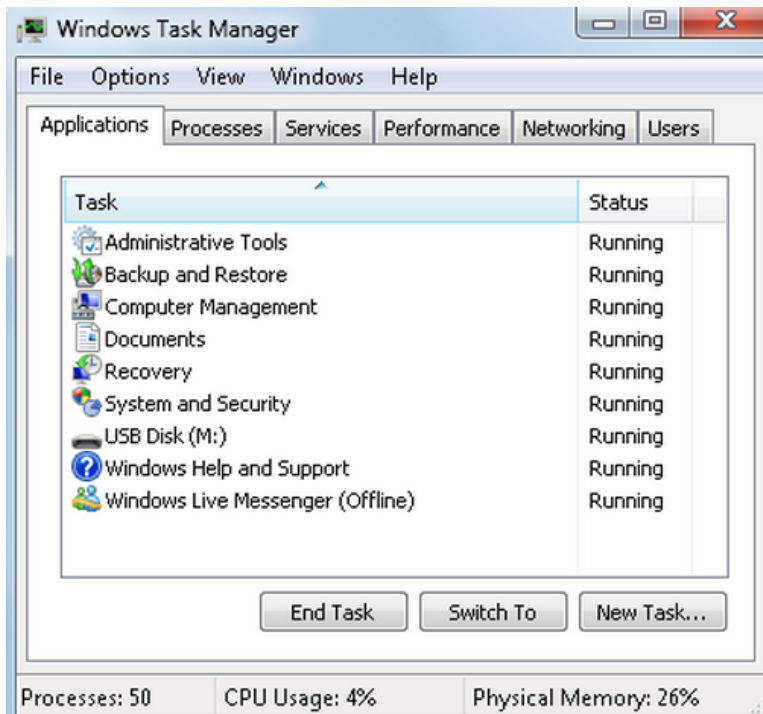 Windows Task Manager
File Options View Windows Help
Applications Processes Services Performance Networking Users
Task Status
Administrative Tools Running
Backup and Restore Running
Computer Management Running
Documents Running
Recovery Running
System and Security Running
USB Disk (M:) Running
Windows Help and Support Running
Windows Live Messenger (Offline) Running
End Task Switch To New Task...
Processes: 50 CPU Usage: 4% Physical Memory: 26%